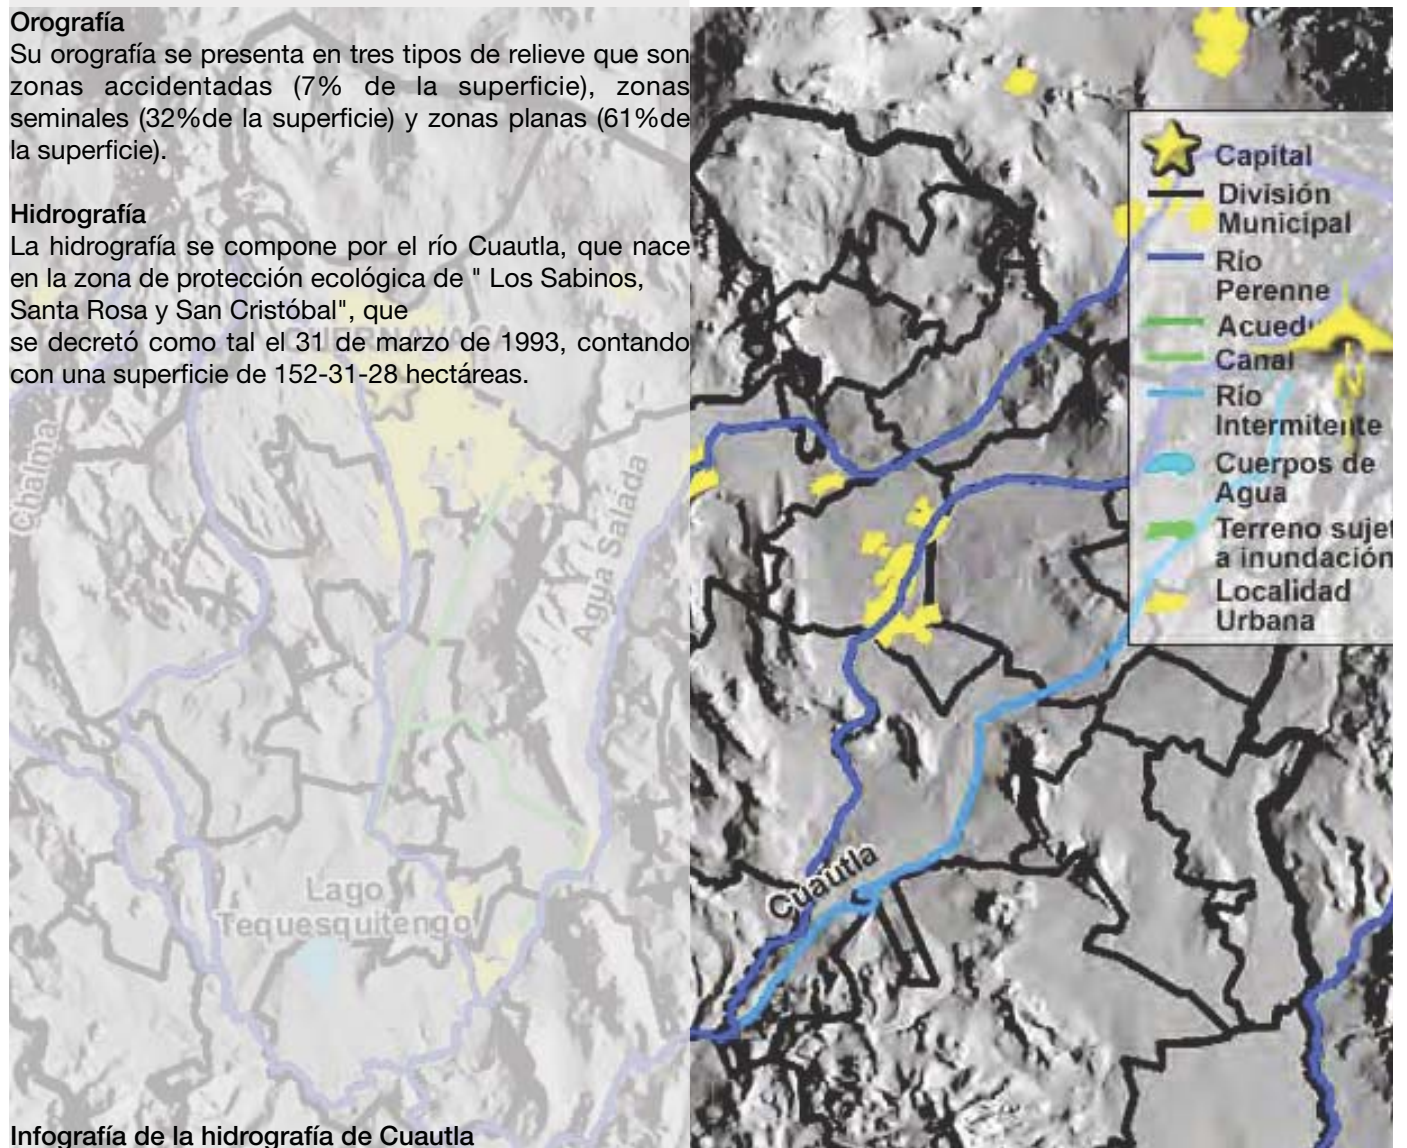 Orografía
Su orografía se presenta en tres tipos de relieve que son
zonas accidentadas (7% de la superficie), zonas
seminales (32%de la superficie) y zonas planas (61%de
la superficie).
Hidrografía
La hidrografía se compone por el río Cuautla, que nace
en la zona de protección ecológica de " Los Sabinos,
Santa Rosa y San Cristóbal", que
se decretó como tal el 31 de marzo de 1993, contando
con una superficie de 152-31-28 hectáreas.
CUERNAVACA
Chalma
Agua Salada
Lago
Tequesquitengo
Infografía de la hidrografía de Cuautla
Cuautla
Capital
División
Municipal
Río
Perenne
Acuedu
Canal
Río
Intermitente
Cuerpos de
Agua
Terreno sujet
a inundación
Localidad
Urbana
N